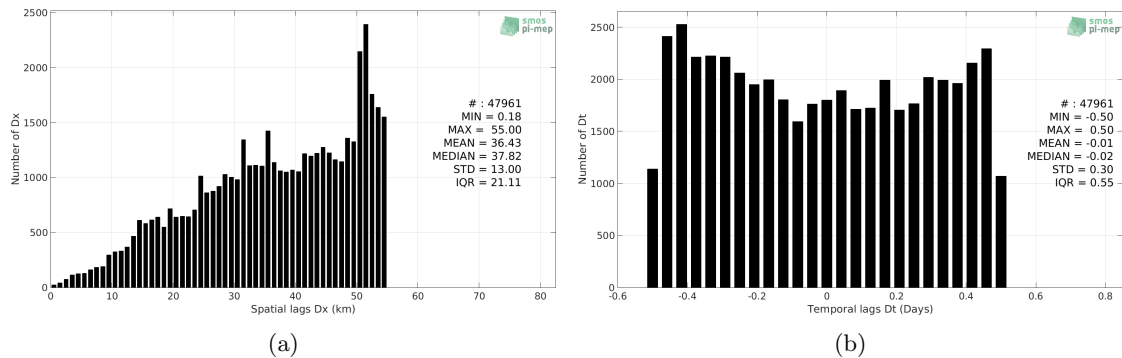 2500
2000
1500
1000
500
0
Number of Dx
0 10 20 30 40 50 60 70 80
Spatial lags Dx (km)
smos
pi-mep
# : 47961
MIN = 0.18
MAX = 55.00
MEAN = 36.43
MEDIAN = 37.82
STD = 13.00
IQR = 21.11
(a)
2500
2000
1500
1000
500
0
Number of Dt
-0.6 -0.4 -0.2 0 0.2 0.4 0.6 0.8
Temporal lags Dt (Days)
smos
pi-mep
# : 47961
MIN = -0.50
MAX = 0.50
MEAN = -0.01
MEDIAN = -0.02
STD = 0.30
IQR = 0.55
(b)